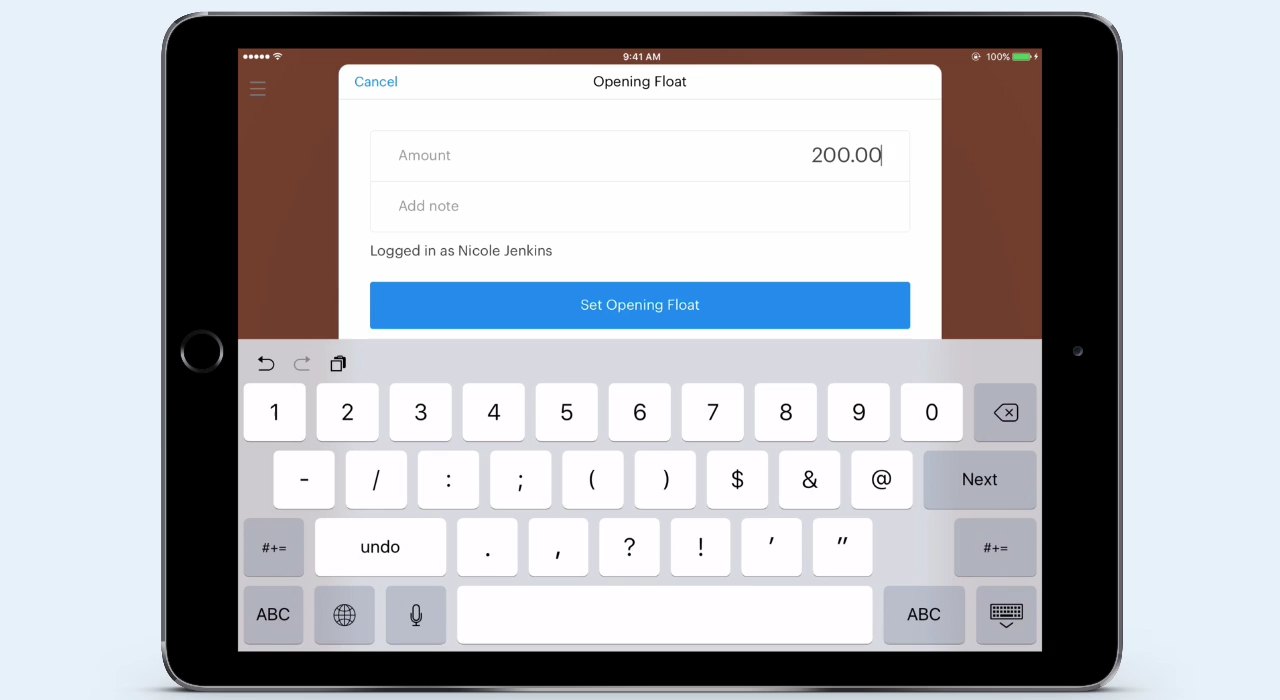 9:41 AM
100%
Cancel
Opening Float
Amount
200.00
Add note
Logged in as Nicole Jenkins
Set Opening Float
1 2 3 4 5 6 7 8 9 0
- / : ; ( ) $ & @ Next
#+= undo . , ? ! ' " #+=
ABC ABC